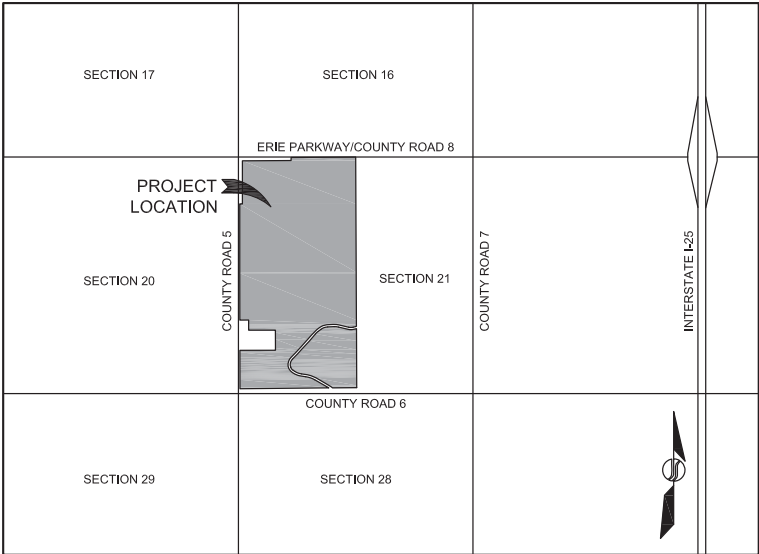 SECTION 17
SECTION 16
ERIE PARKWAY/COUNTY ROAD 8
PROJECT
LOCATION
COUNTY ROAD 5
SECTION 20
SECTION 21
COUNTY ROAD 7
INTERSTATE I-25
COUNTY ROAD 6
SECTION 29
SECTION 28